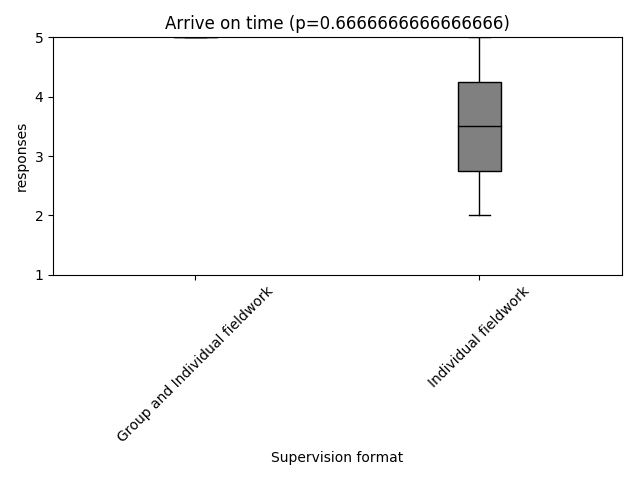 Arrive on time (p=0.6666666666666666)
5
4
3
2
1
responses
Group and Individual fieldwork
Individual fieldwork
Supervision format